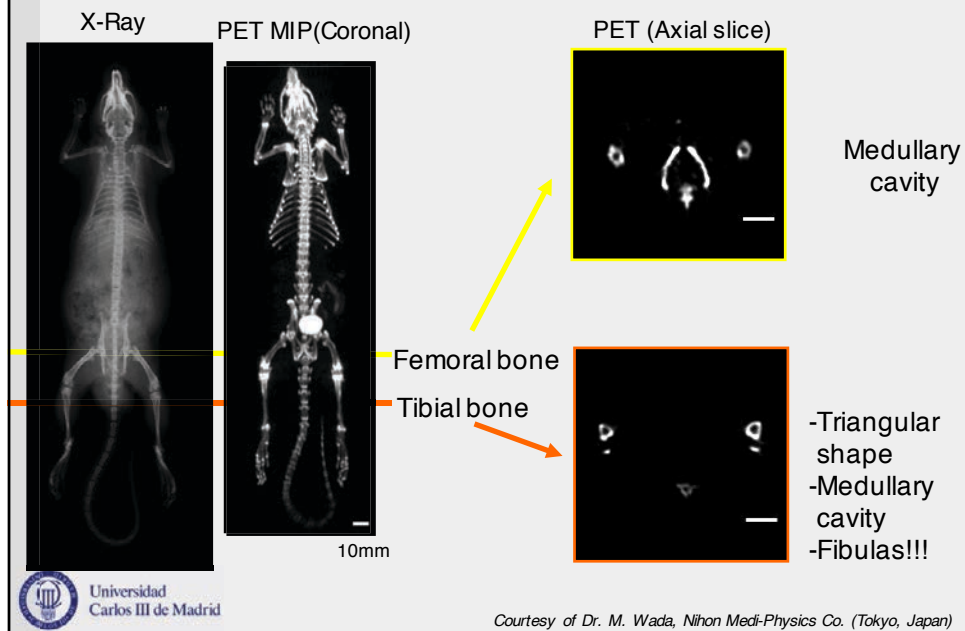 X-Ray
PET MIP(Coronal)
PET (Axial slice)
Medullary
cavity
Femoral bone
Tibial bone
-Triangular
shape
-Medullary
cavity
-Fibulas!!!
10mm
Universidad
Carlos III de Madrid
Courtesy of Dr. M. Wada, Nihon Medi-Physics Co. (Tokyo, Japan)